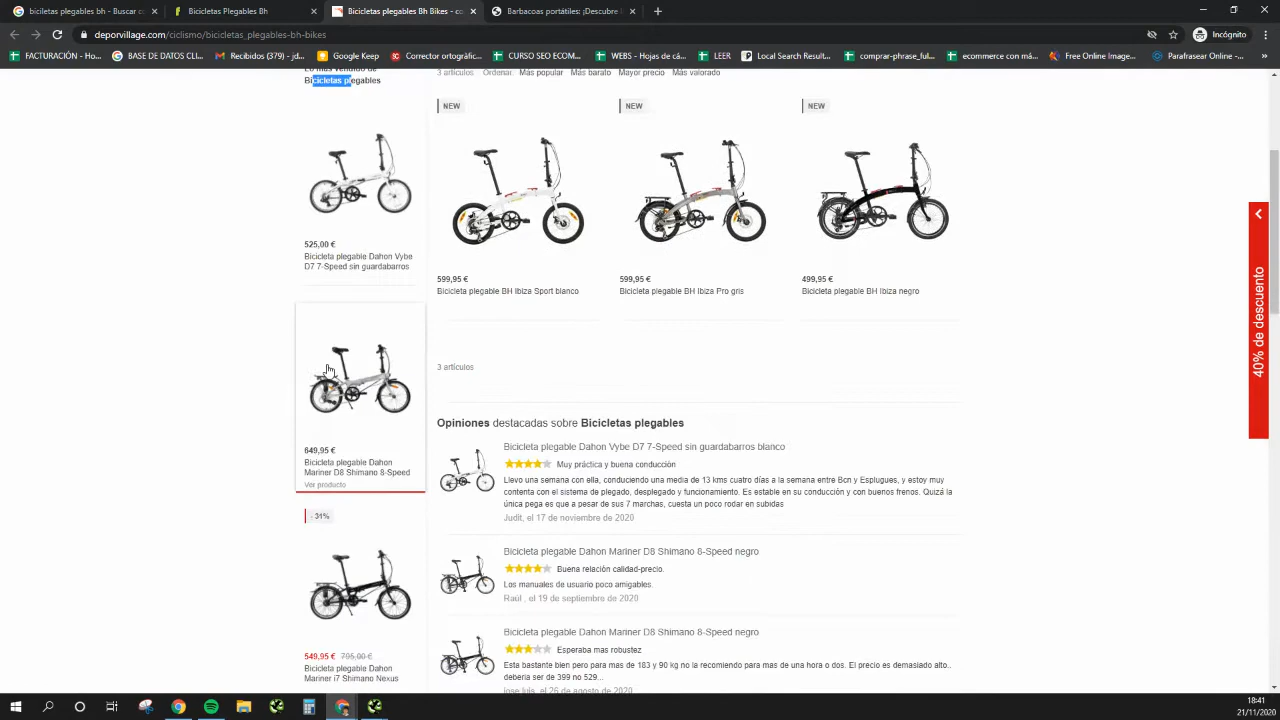 bicicletas plegables bh - Buscar c
Bicicletas Plegables Bh
Bicicletas plegables BH Bikes - co
Barbacoas portátiles: ¡Descubre l
deporvillage.com/ciclismo/bicicletas_plegables-bh-bikes
Incógnito
FACTURACIÓN - Ho...
BASE DE DATOS CLI...
Recibidos (379) - jd...
Google Keep
Corrector ortográfic...
CURSO SEO ECOM...
WEBS - Hojas de cá...
LEER
Local Search Result...
comprar-phrase_ful...
ecommerce con má...
Free Online Image...
Parafrasear Online -...
Lo más vendido de
Bicicletas plegables
3 artículos Ordenar: Más popular Más barato Mayor precio Más valorado
NEW
NEW
NEW
525,00 €
Bicicleta plegable Dahon Vybe
D7 7-Speed sin guardabarros
599,95 €
Bicicleta plegable BH Ibiza Sport blanco
599,95 €
Bicicleta plegable BH Ibiza Pro gris
499,95 €
Bicicleta plegable BH Ibiza negro
40% de descuento
3 artículos
649,95 €
Bicicleta plegable Dahon
Mariner D8 Shimano 8-Speed
Ver producto
- 31%
549,95 € 795,00 €
Bicicleta plegable Dahon
Mariner i7 Shimano Nexus
Opiniones destacadas sobre Bicicletas plegables
Bicicleta plegable Dahon Vybe D7 7-Speed sin guardabarros blanco
Muy práctica y buena conducción
Llevo una semana con ella, conduciendo una media de 13 kms cuatro días a la semana entre Bcn y Esplugues, y estoy muy
contenta con el sistema de plegado, desplegado y funcionamiento. Es estable en su conducción y con buenos frenos. Quizá la
única pega es que a pesar de sus 7 marchas, cuesta un poco rodar en subidas
Judit, el 17 de noviembre de 2020
Bicicleta plegable Dahon Mariner D8 Shimano 8-Speed negro
Buena relación calidad-precio.
Los manuales de usuario poco amigables.
Raúl , el 19 de septiembre de 2020
Bicicleta plegable Dahon Mariner D8 Shimano 8-Speed negro
Esperaba mas robustez
Esta bastante bien pero para mas de 183 y 90 kg no la recomiendo para mas de una hora o dos. El precio es demasiado alto..
deberia ser de 399 no 529...
jose luis, el 26 de agosto de 2020
18:41
21/11/2020